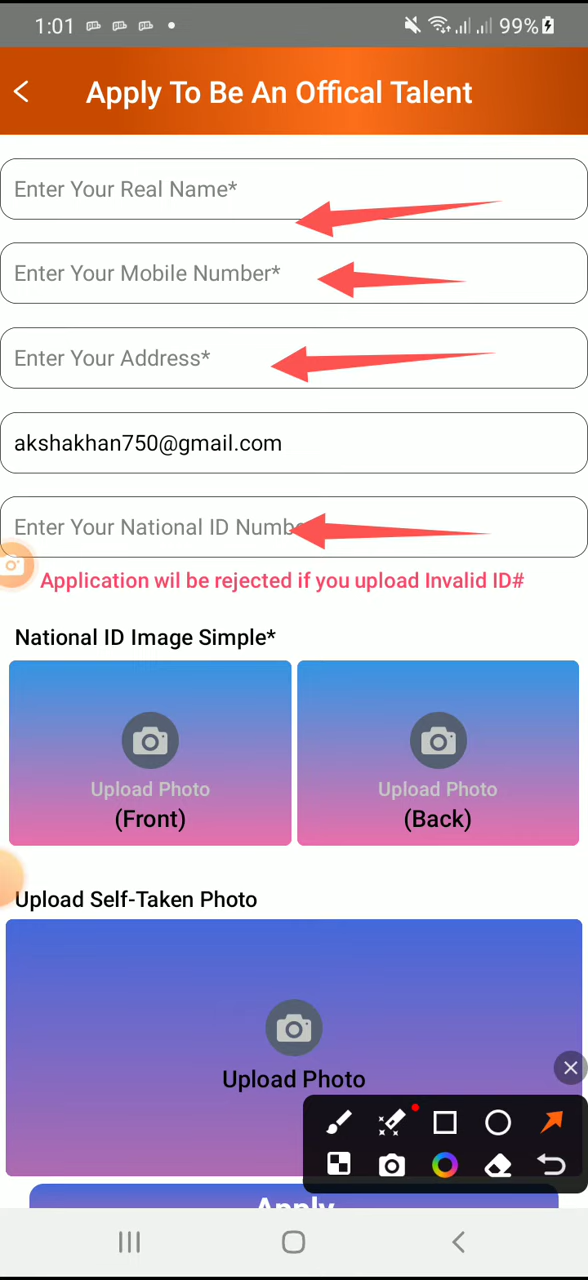 1:01 99%
Apply To Be An Offical Talent
Enter Your Real Name*
Enter Your Mobile Number*
Enter Your Address*
akshakhan750@gmail.com
Enter Your National ID Numb
Application wil be rejected if you upload Invalid ID#
National ID Image Simple*
Upload Photo Upload Photo
(Front) (Back)
Upload Self-Taken Photo
Upload Photo
Apply